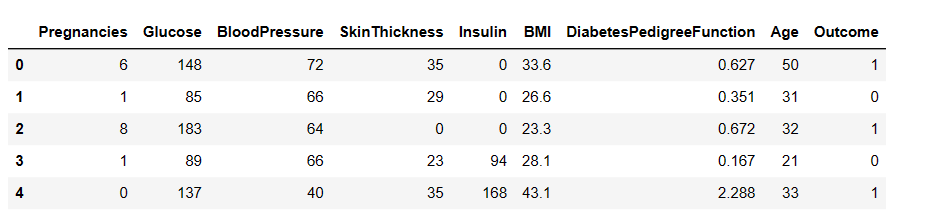 Pregnancies Glucose BloodPressure SkinThickness Insulin BMI DiabetesPedigreeFunction Age Outcome
0 6 148 72 35 0 33.6 0.627 50 1
1 1 85 66 29 0 26.6 0.351 31 0
2 8 183 64 0 0 23.3 0.672 32 1
3 1 89 66 23 94 28.1 0.167 21 0
4 0 137 40 35 168 43.1 2.288 33 1